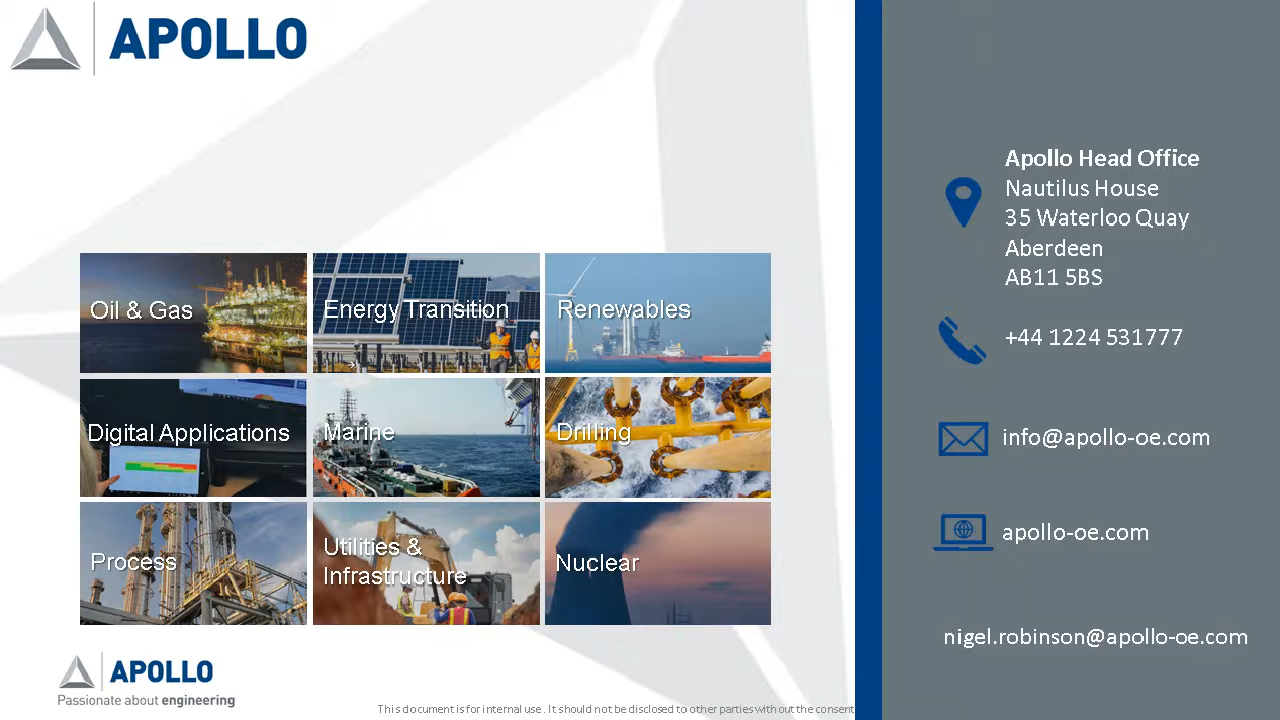 APOLLO
Oil & Gas
Energy Transition
Renewables
Digital Applications
Marine
Drilling
Process
Utilities &
Infrastructure
Nuclear
APOLLO
Passionate about engineering
This document is for internal use. It should not be disclosed to other parties without the consent
Apollo Head Office
Nautilus House
35 Waterloo Quay
Aberdeen
AB11 5BS
+44 1224 531777
info@apollo-oe.com
apollo-oe.com
nigel.robinson@apollo-oe.com